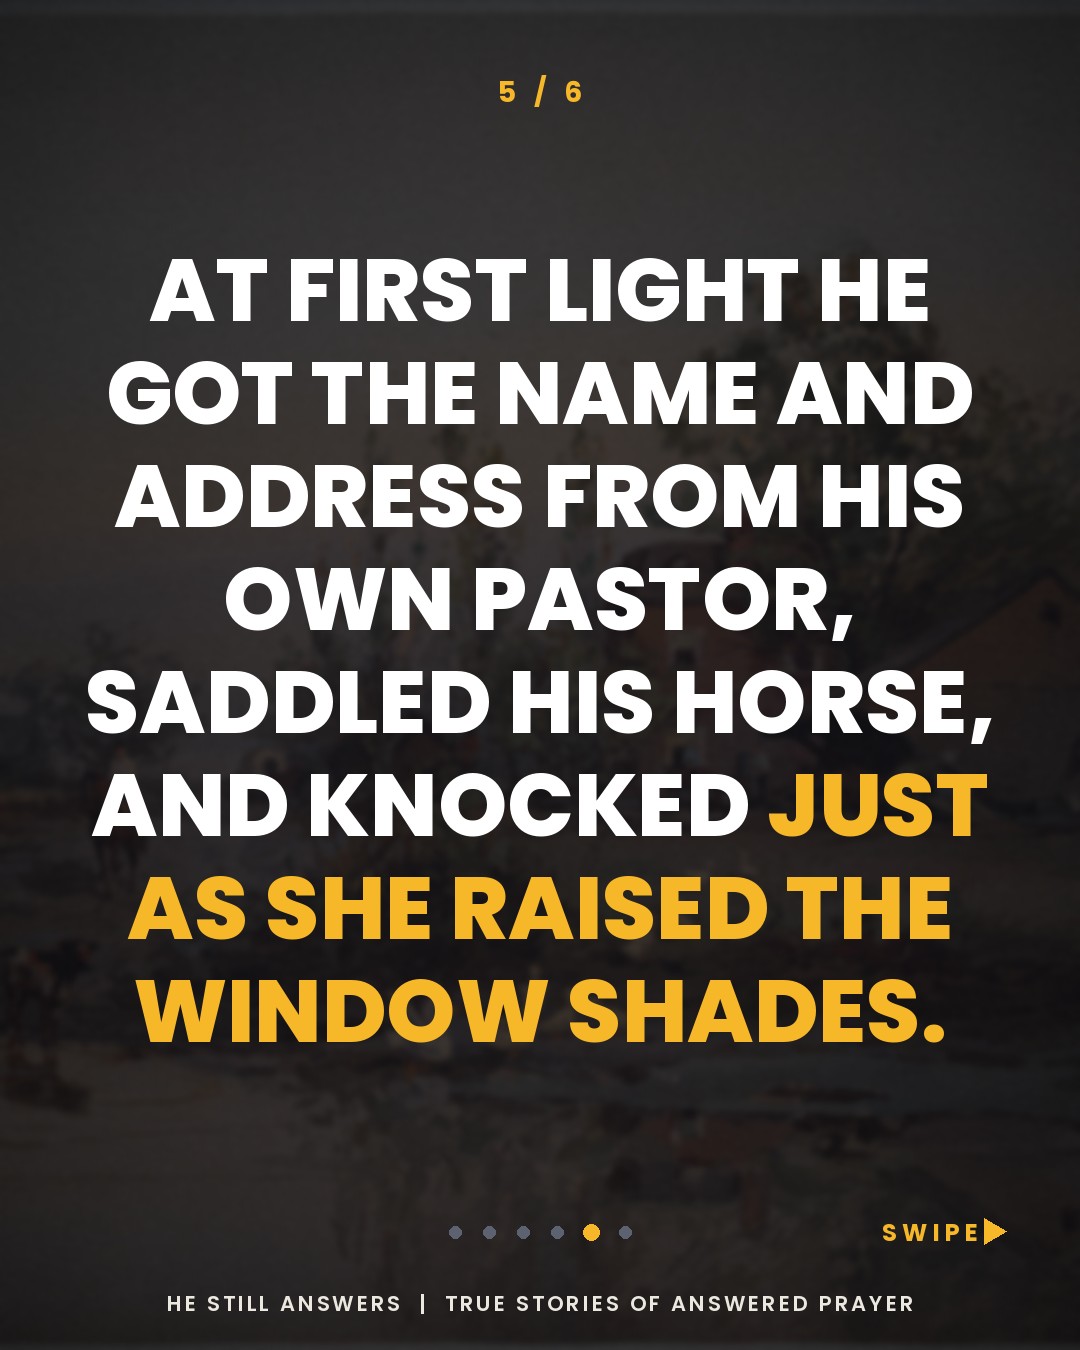 5 / 6
AT FIRST LIGHT HE
GOT THE NAME AND
ADDRESS FROM HIS
OWN PASTOR,
SADDLED HIS HORSE,
AND KNOCKED JUST
AS SHE RAISED THE
WINDOW SHADES.
SWIPE
HE STILL ANSWERS | TRUE STORIES OF ANSWERED PRAYER